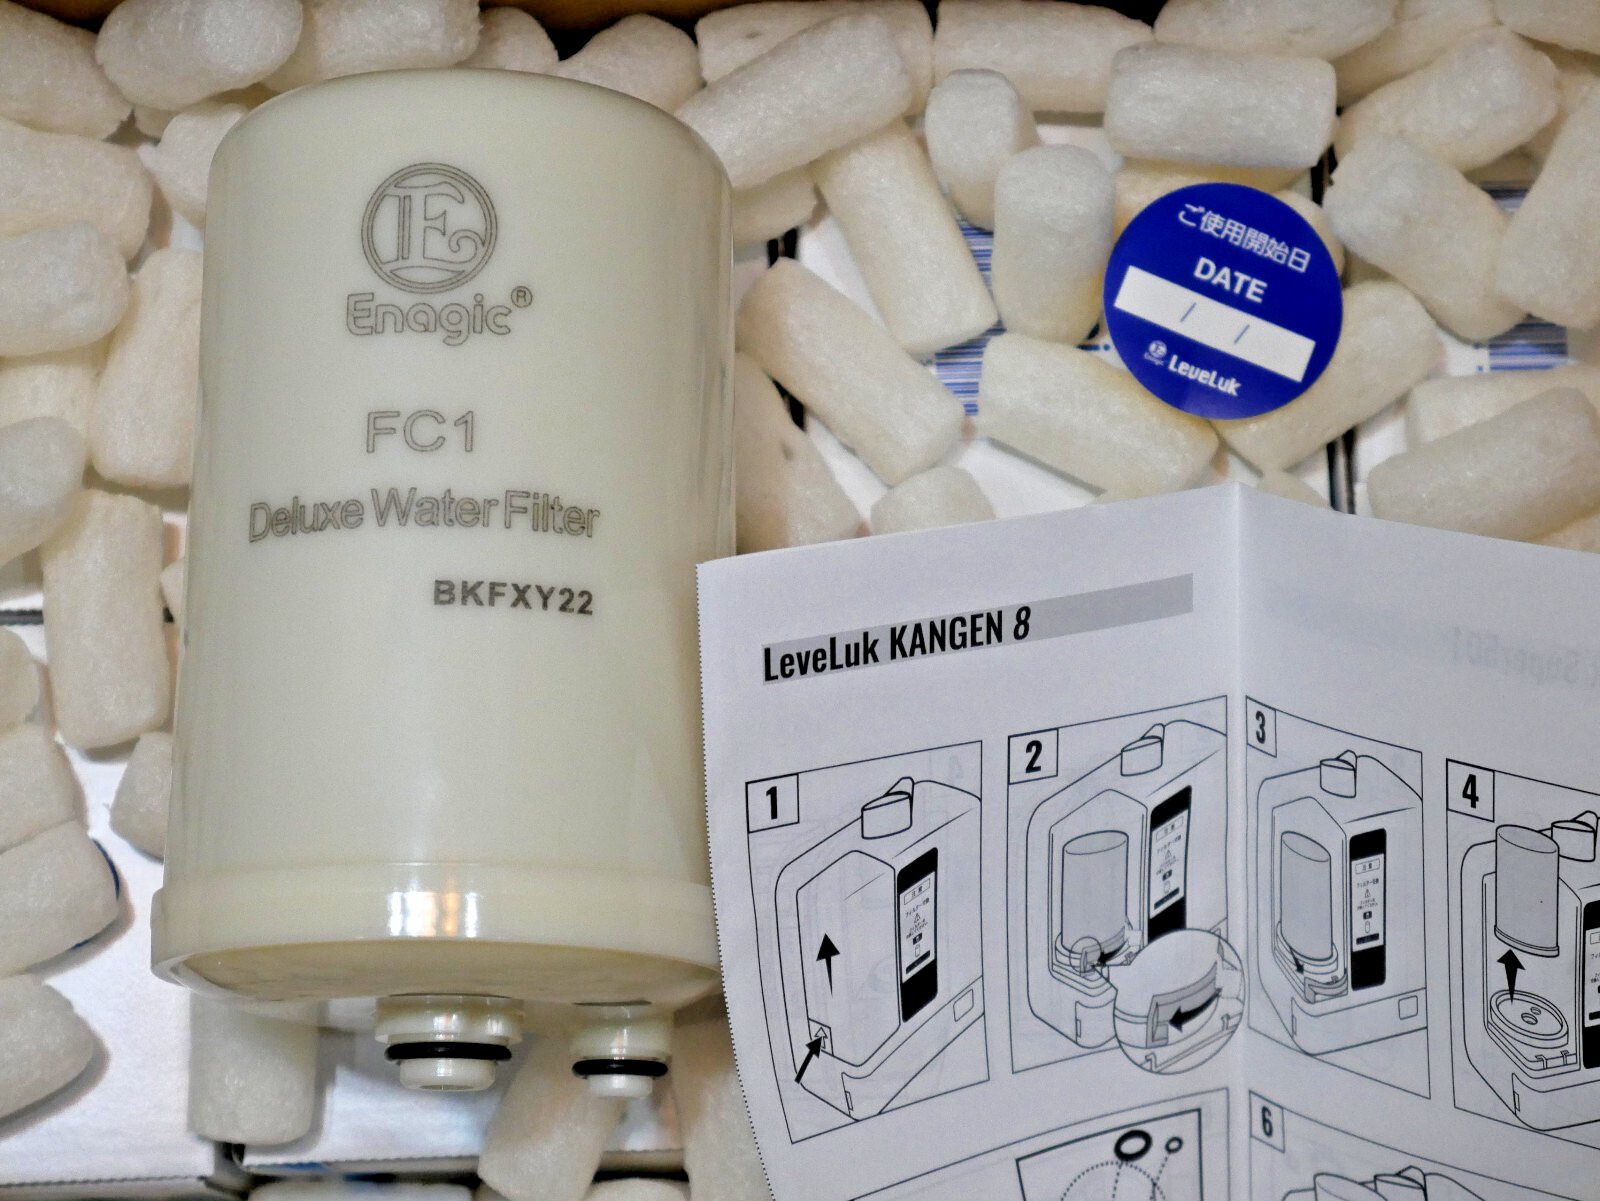 E
Enagic®
FC1
Deluxe Water Filter
BKFXY22
ご使用開始日
DATE
/ /
Enagic LeveLuk
LeveLuk KANGEN 8
1
2
3
4
6